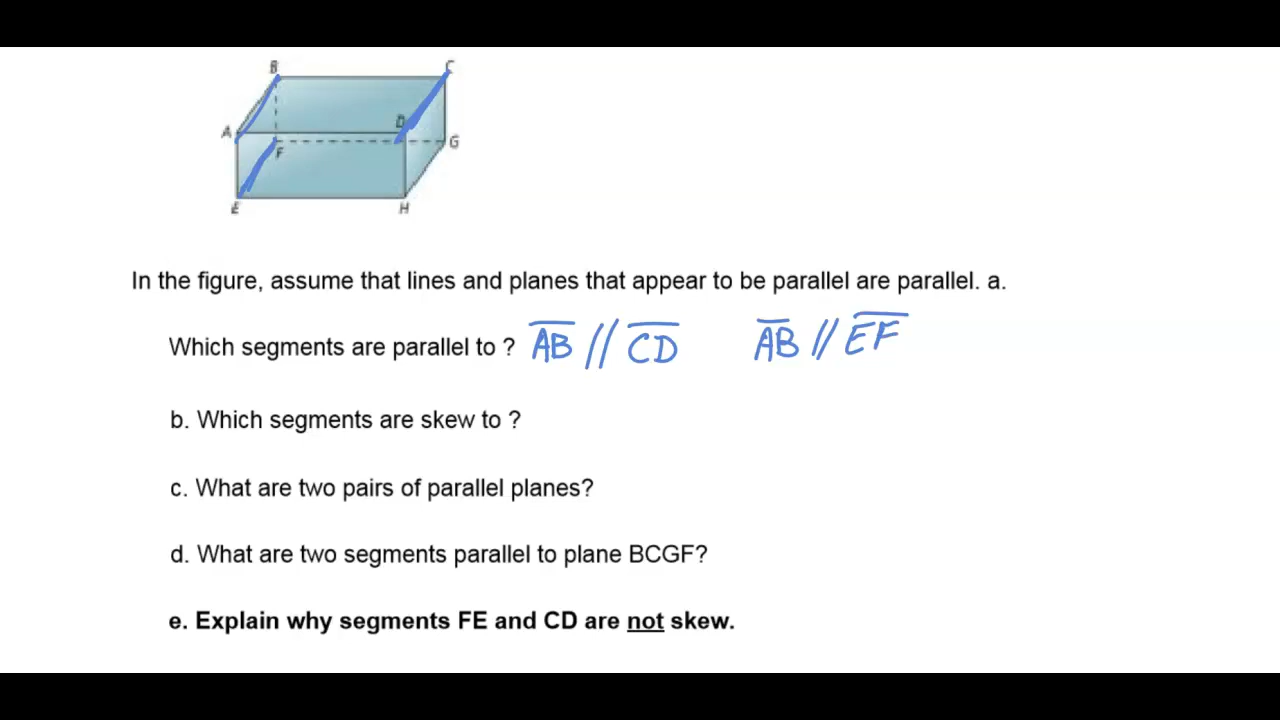 B C
A D
F G
E H
In the figure, assume that lines and planes that appear to be parallel are parallel. a.
Which segments are parallel to ? AB // CD AB // EF
b. Which segments are skew to ?
c. What are two pairs of parallel planes?
d. What are two segments parallel to plane BCGF?
e. Explain why segments FE and CD are not skew.